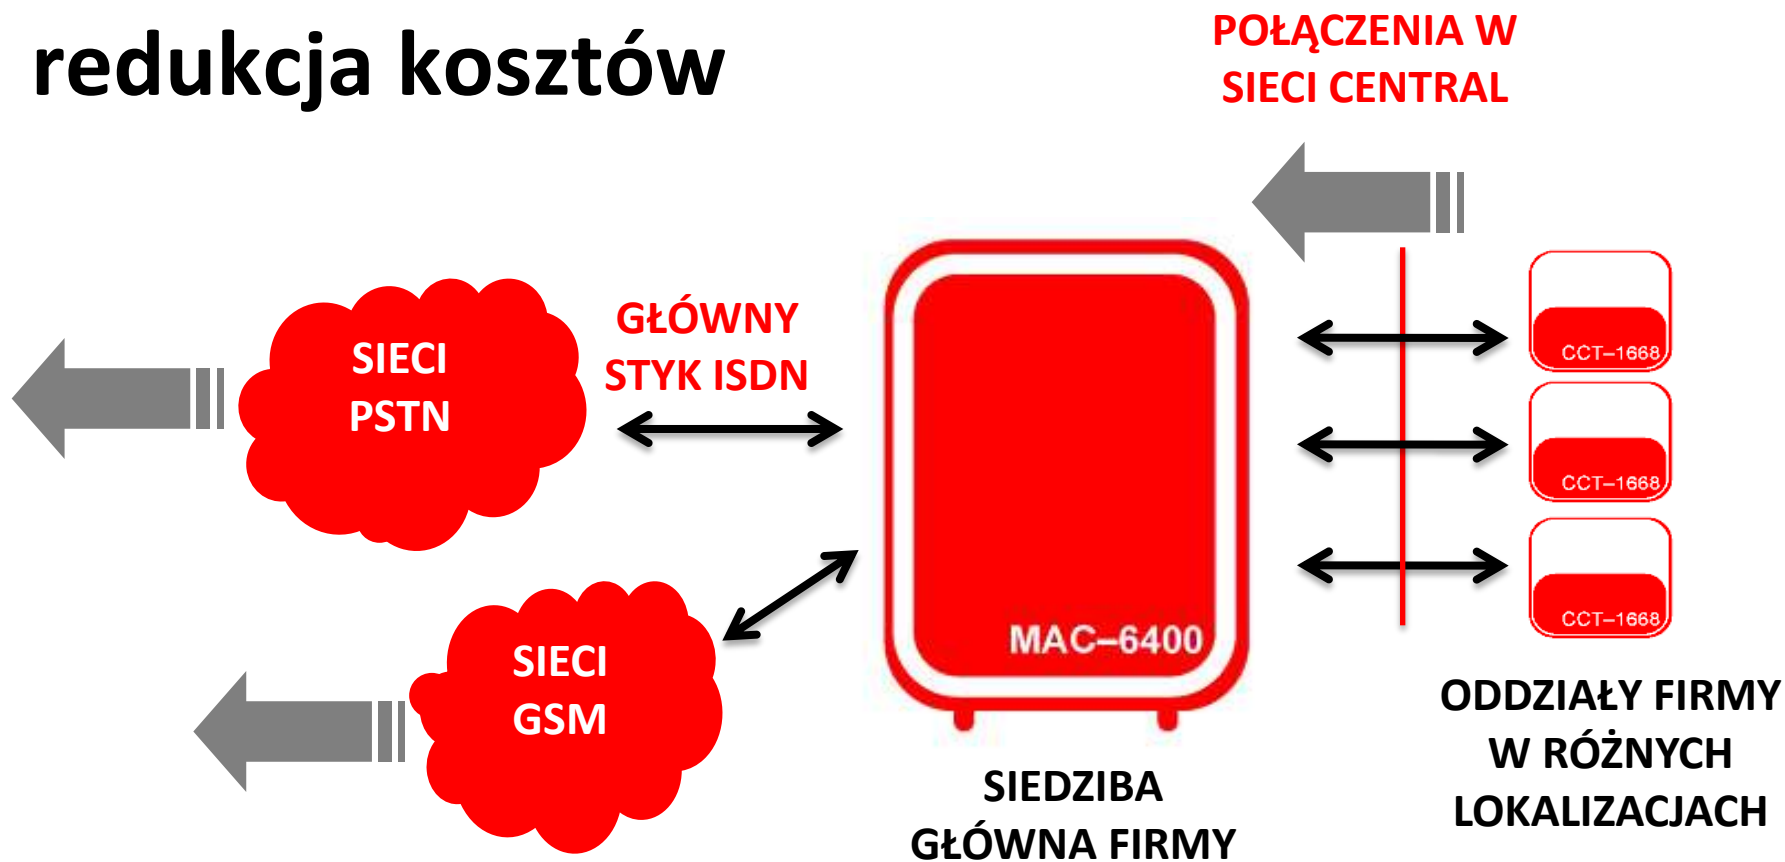 redukcja kosztów
POŁĄCZENIA W
SIECI CENTRAL
GŁÓWNY
STYK ISDN
SIECI
PSTN
SIECI
GSM
MAC–6400
CCT–1668
CCT–1668
CCT–1668
SIEDZIBA
GŁÓWNA FIRMY
ODDZIAŁY FIRMY
W RÓŻNYCH
LOKALIZACJACH